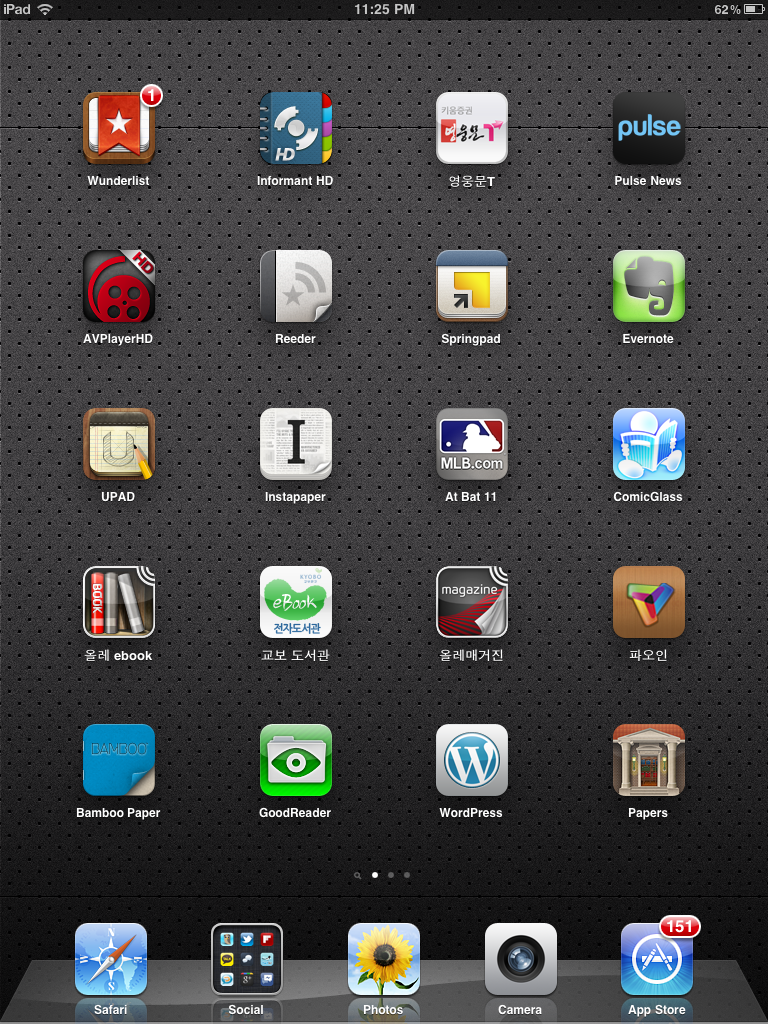 iPad
11:25 PM
62%
1
HD
키움증권
영웅문T
pulse
Wunderlist
Informant HD
영웅문T
Pulse News
HD
AVPlayerHD
Reeder
Springpad
Evernote
U
I
MLB.com
UPAD
Instapaper
At Bat 11
ComicGlass
BOOK
KYOBO
eBook
전자도서관
magazine
올레 ebook
교보 도서관
올레매거진
파오인
BAMBOO
W
Bamboo Paper
GoodReader
WordPress
Papers
151
Safari
Social
Photos
Camera
App Store